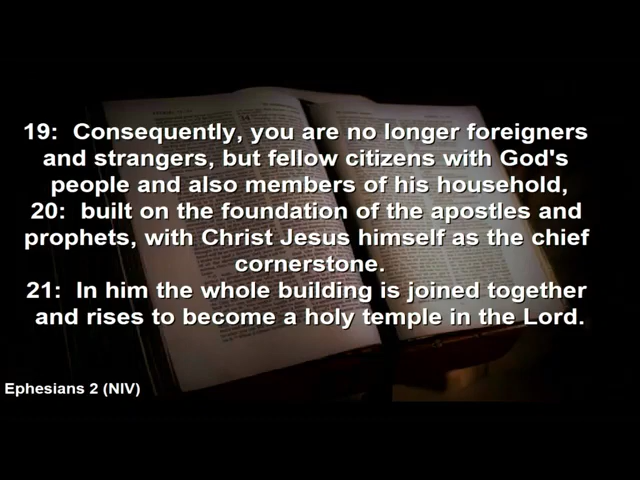 19: Consequently, you are no longer foreigners
and strangers, but fellow citizens with God's
people and also members of his household,
20: built on the foundation of the apostles and
prophets, with Christ Jesus himself as the chief
cornerstone.
21: In him the whole building is joined together
and rises to become a holy temple in the Lord.
Ephesians 2 (NIV)